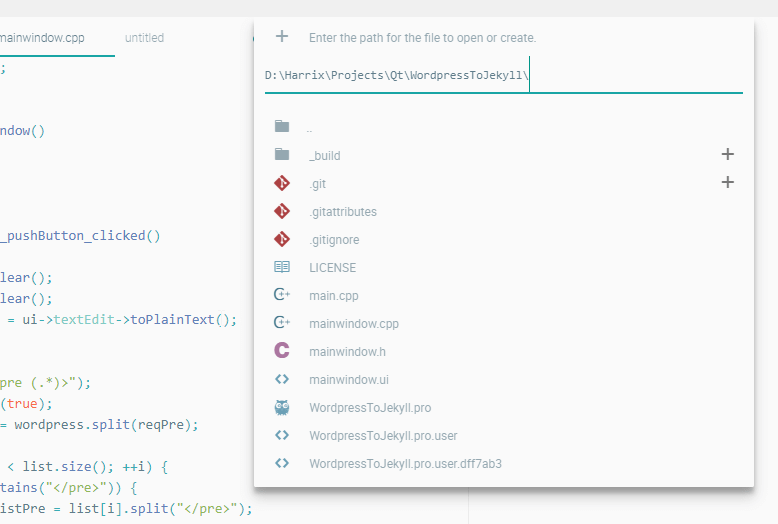 mainwindow.cpp untitled
;
ndow()
_pushButton_clicked()
lear();
lear();
= ui->textEdit->toPlainText();
pre (.*)>");
(true);
= wordpress.split(reqPre);
< list.size(); ++i) {
tains("</pre>")) {
istPre = list[i].split("</pre>");
Enter the path for the file to open or create.
D:\Harrix\Projects\Qt\WordpressToJekyll\
..
_build
.git
.gitattributes
.gitignore
LICENSE
main.cpp
mainwindow.cpp
mainwindow.h
mainwindow.ui
WordpressToJekyll.pro
WordpressToJekyll.pro.user
WordpressToJekyll.pro.user.dff7ab3